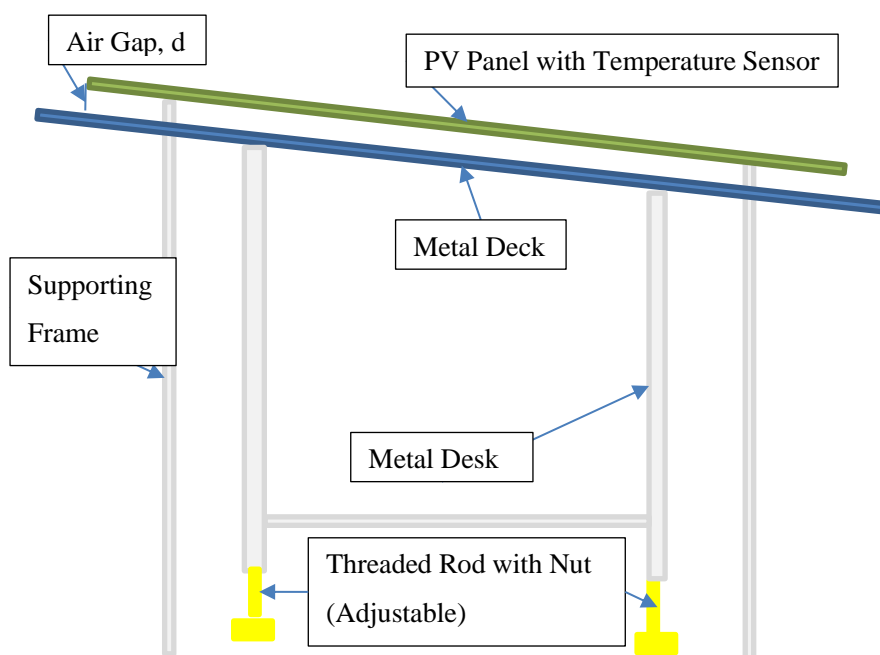 Air Gap, d
PV Panel with Temperature Sensor
Metal Deck
Supporting
Frame
Metal Desk
Threaded Rod with Nut
(Adjustable)